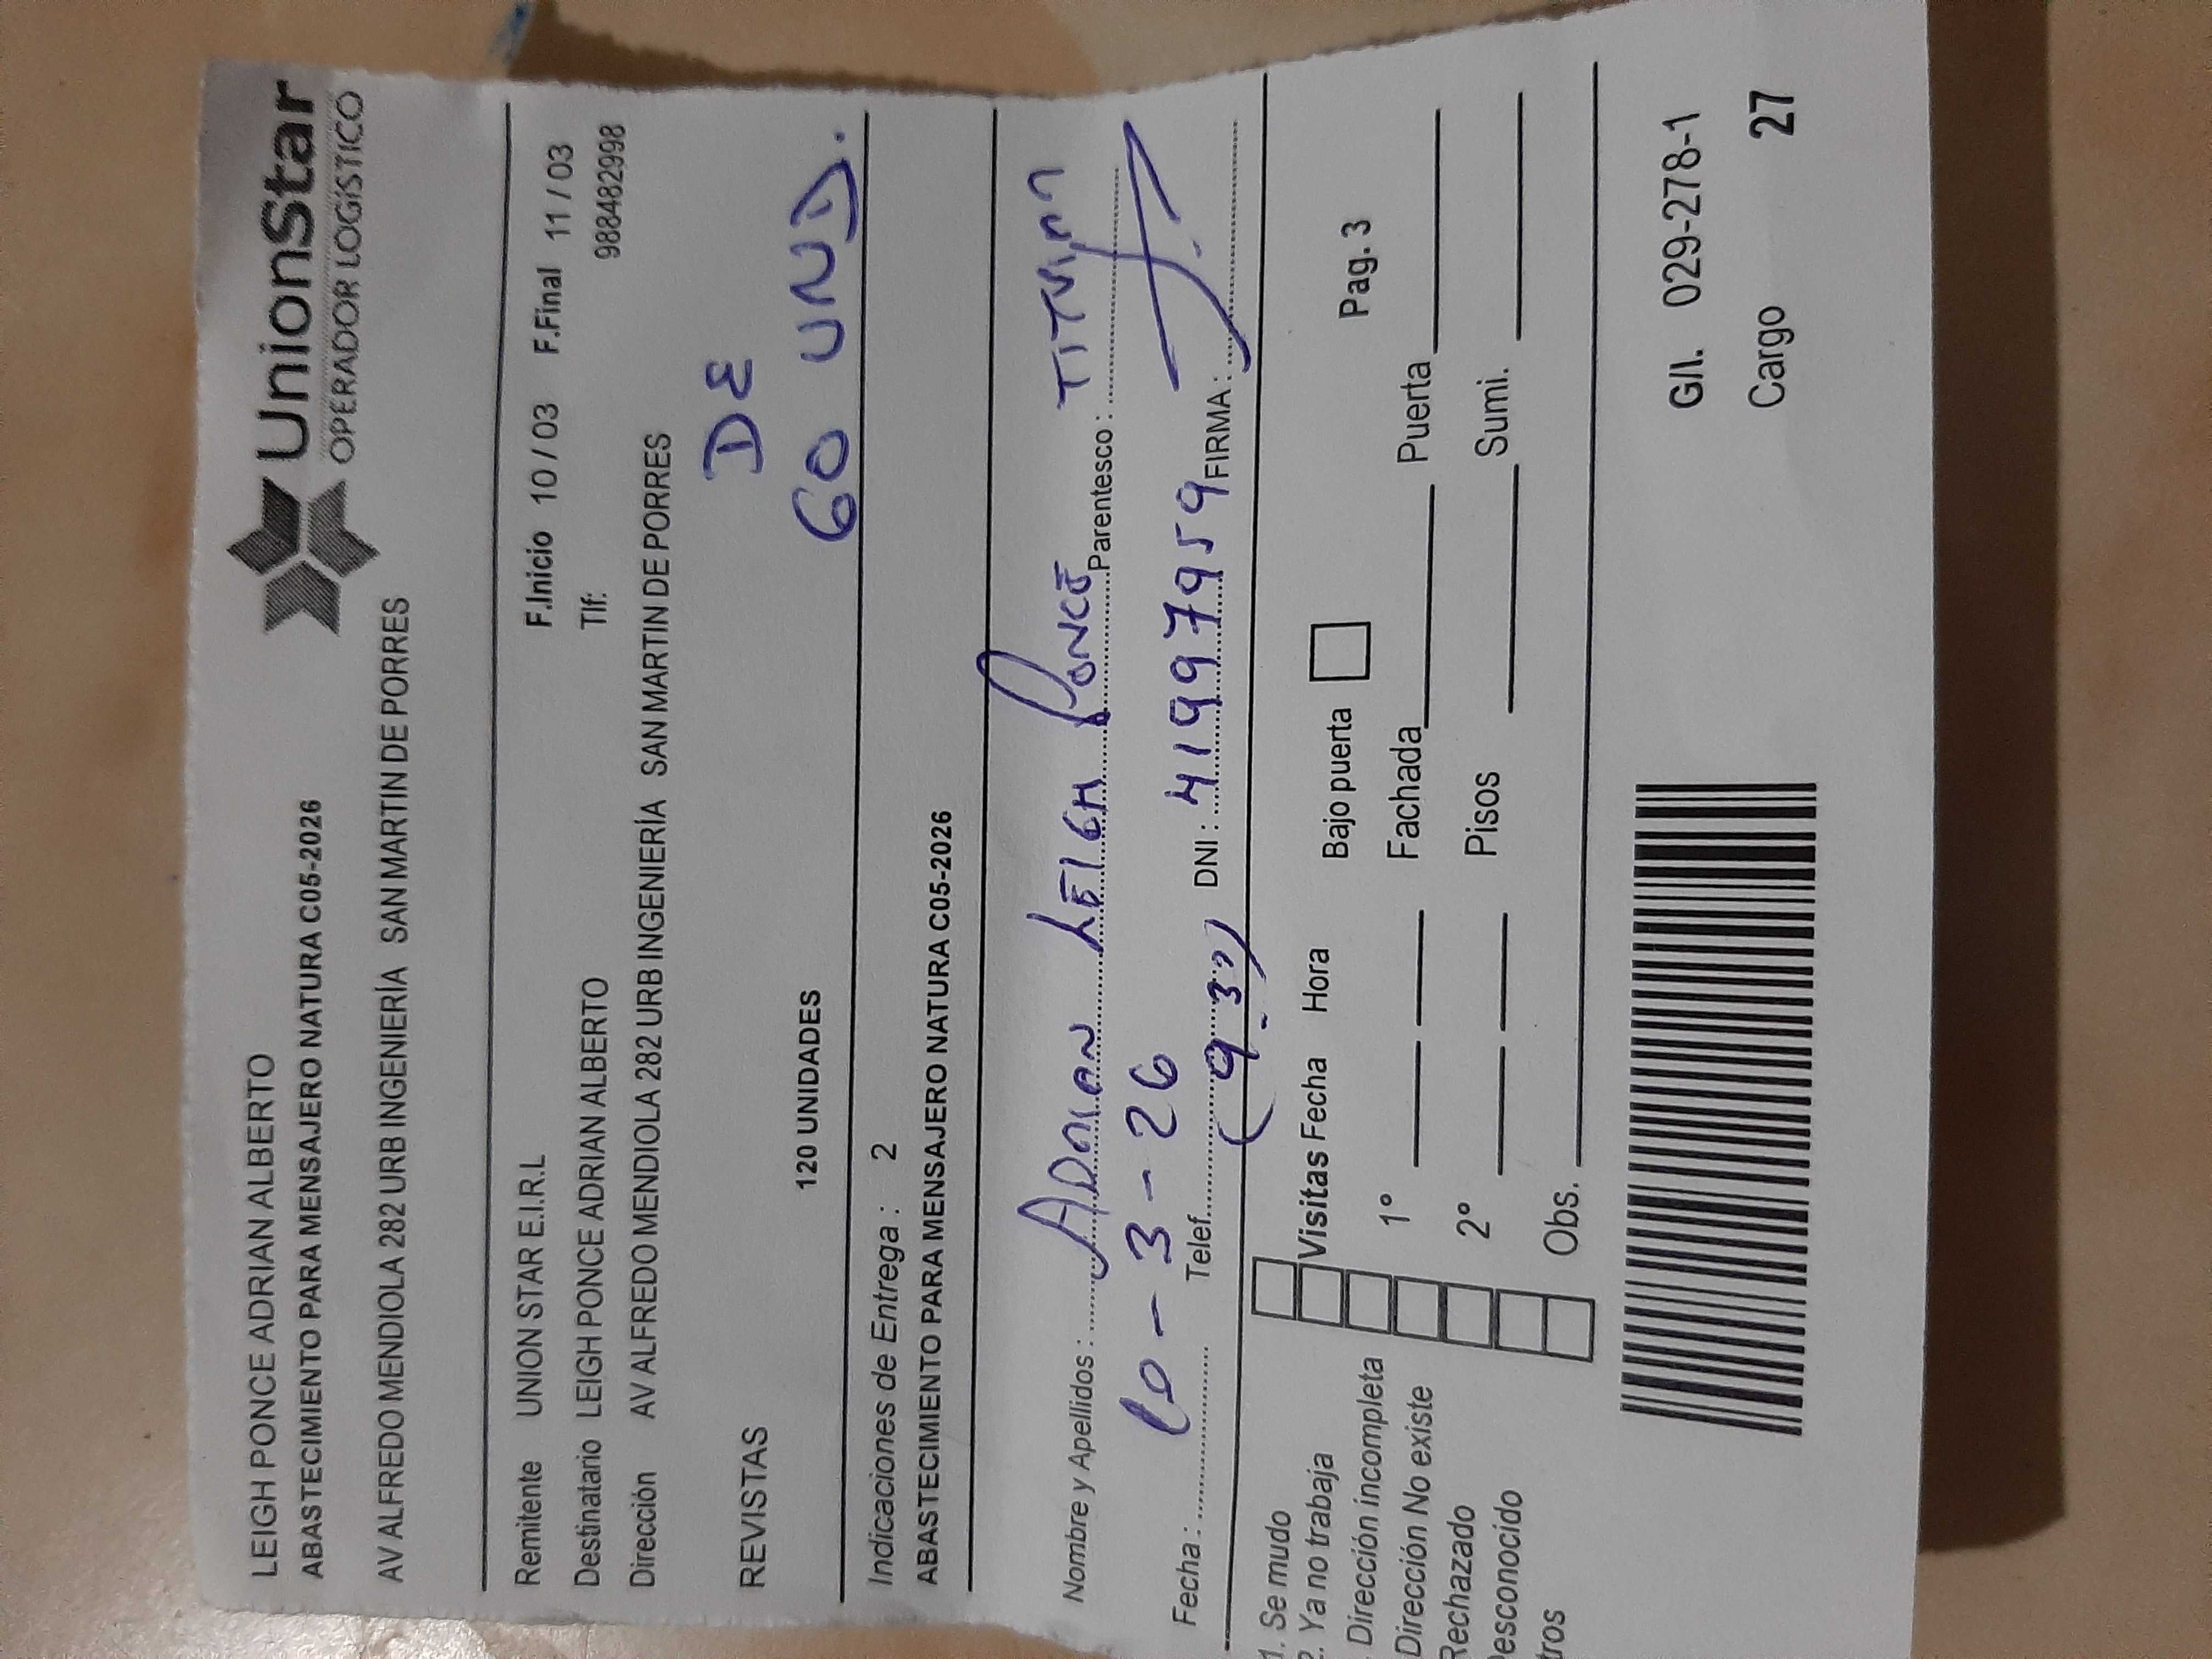 LEIGH PONCE ADRIAN ALBERTO
ABASTECIMIENTO PARA MENSAJERO NATURA C05-2026
UnionStar
OPERADOR LOGÍSTICO
AV ALFREDO MENDIOLA 282 URB INGENIERÍA SAN MARTIN DE PORRES
Remitente UNION STAR E.I.R.L F.Inicio 10 / 03 F.Final 11 / 03
Destinatario LEIGH PONCE ADRIAN ALBERTO Tlf: 988482998
Dirección AV ALFREDO MENDIOLA 282 URB INGENIERÍA SAN MARTIN DE PORRES
REVISTAS DE
120 UNIDADES 60 UND.
Indicaciones de Entrega : 2
ABASTECIMIENTO PARA MENSAJERO NATURA C05-2026
Nombre y Apellidos : ADRIAN LEIGH PONCE Parentesco : TITULAR
Fecha : 10 - 3 - 26 Telef. DNI : 41997959 FIRMA :
1. Se mudo
2. Ya no trabaja
Dirección incompleta
Dirección No existe
Rechazado
Desconocido
tros
Visitas Fecha Hora Bajo puerta Pag. 3
1° Fachada Puerta
2° Pisos Sumi.
Obs.
G/I. 029-278-1
Cargo 27